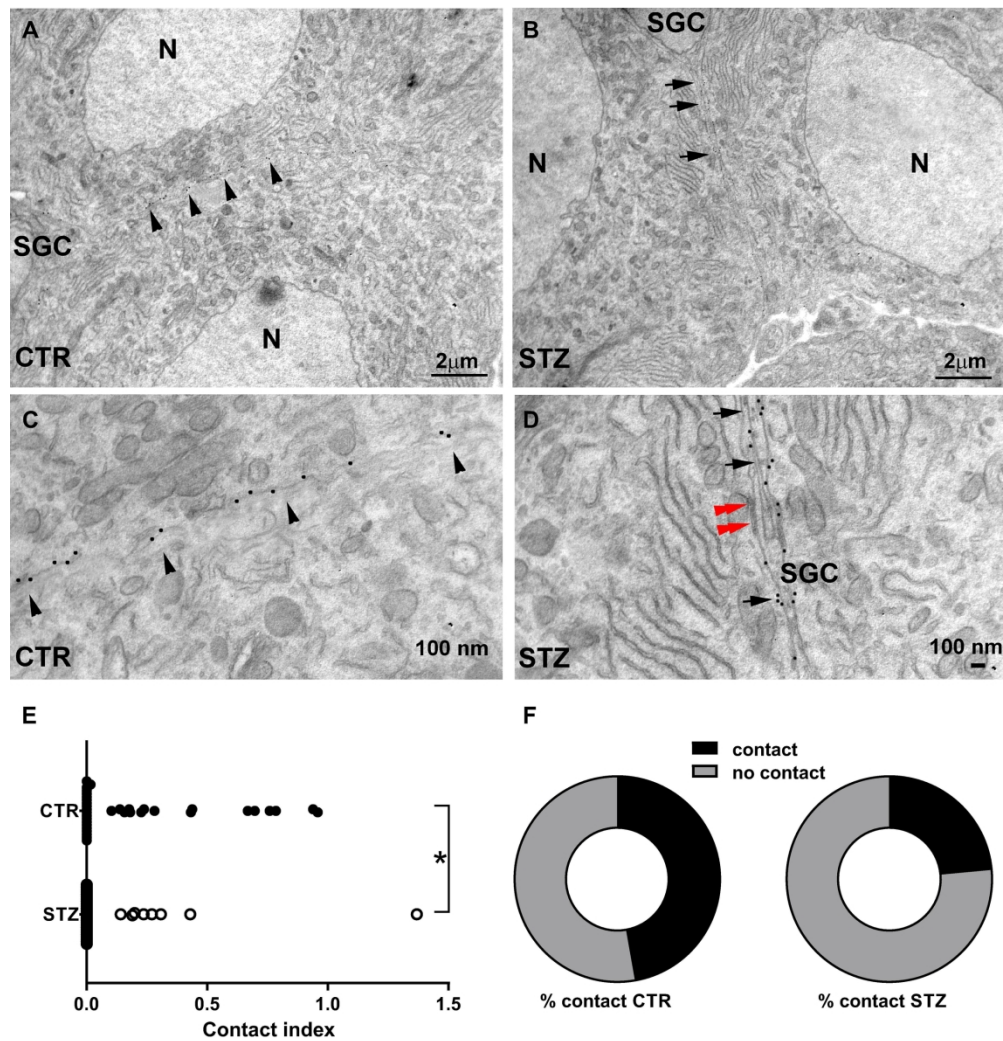 A
N
SGC
N
CTR
2μm
B
SGC
N
N
STZ
2μm
C
CTR
100 nm
D
SGC
STZ
100 nm
E
CTR
STZ
*
0.0 0.5 1.0 1.5
Contact index
F
contact
no contact
% contact CTR
% contact STZ